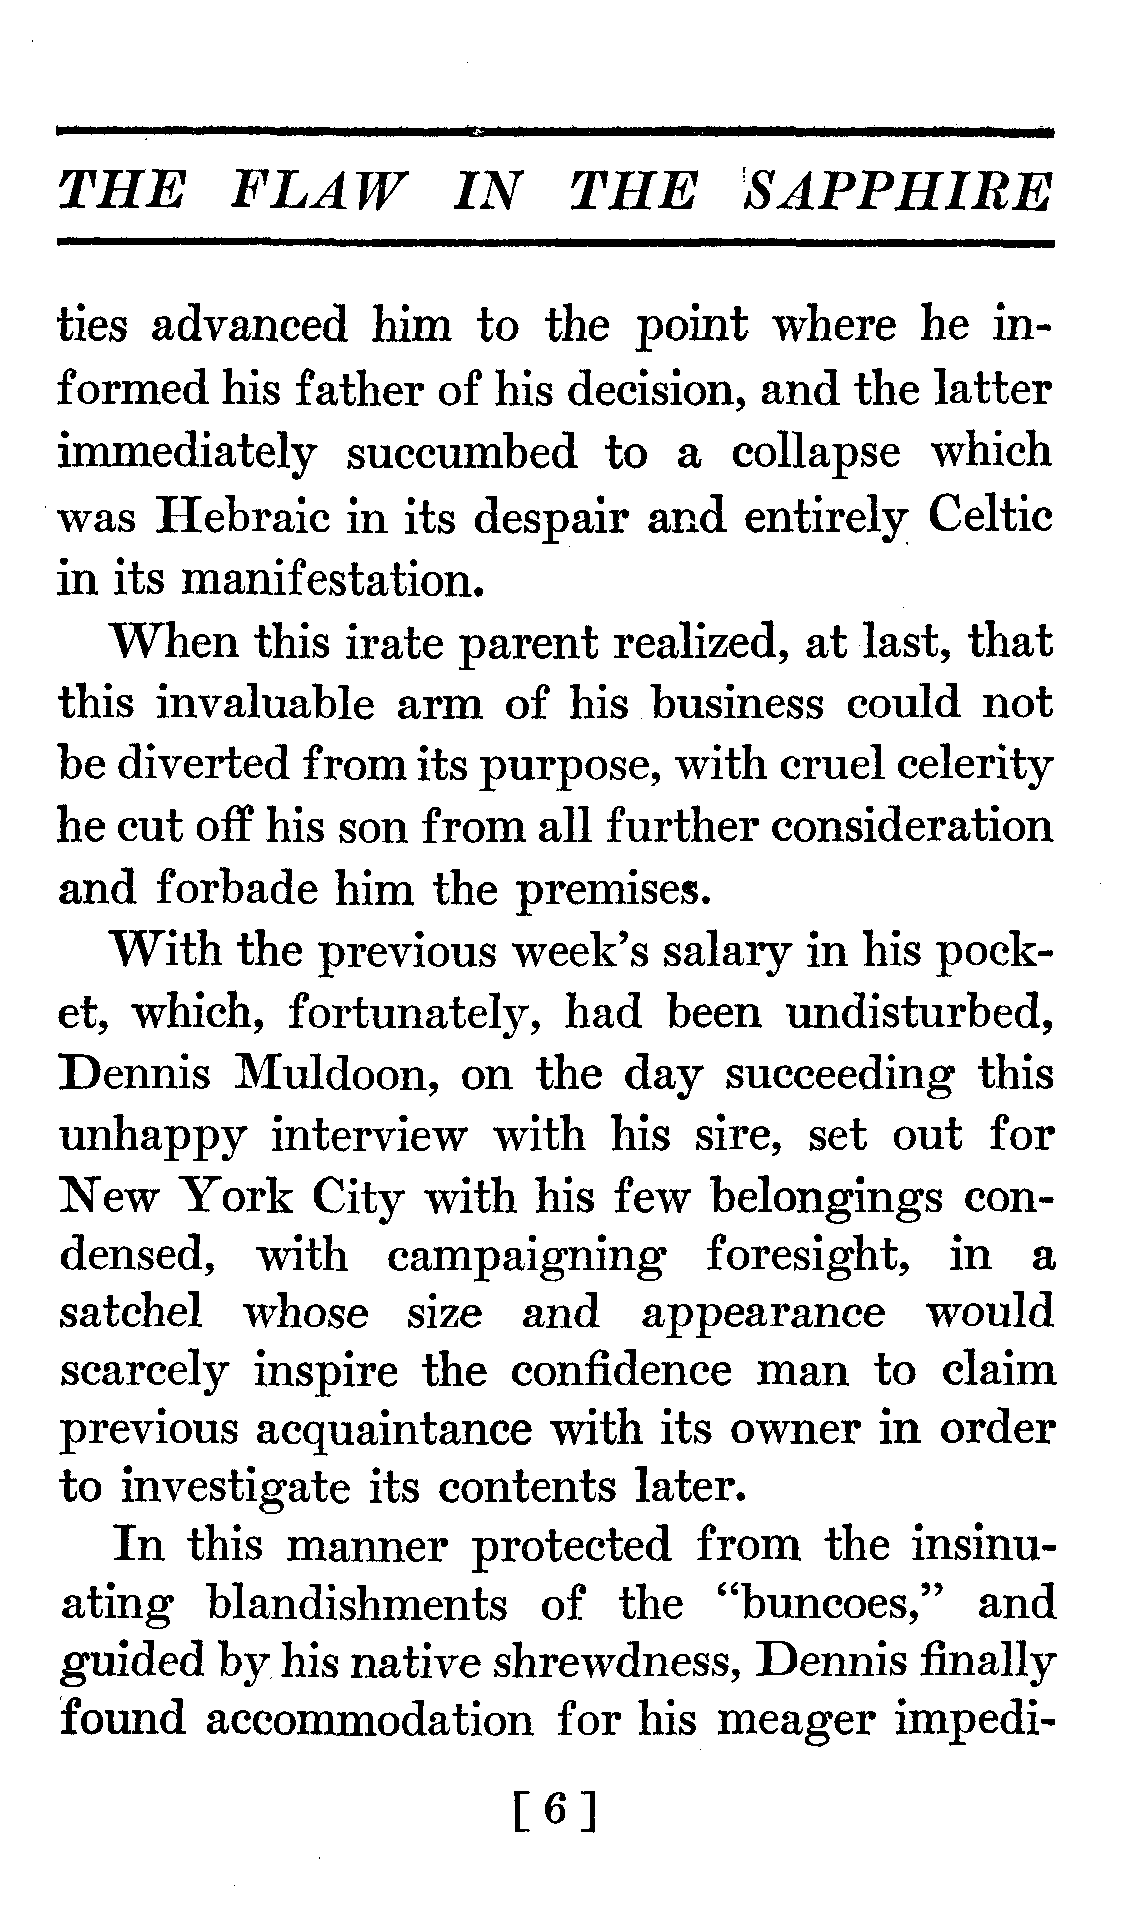 THE FLAW IN THE SAPPHIRE
ties advanced him to the point where he in-
formed his father of his decision, and the latter
immediately succumbed to a collapse which
was Hebraic in its despair and entirely Celtic
in its manifestation.
When this irate parent realized, at last, that
this invaluable arm of his business could not
be diverted from its purpose, with cruel celerity
he cut off his son from all further consideration
and forbade him the premises.
With the previous week's salary in his pock-
et, which, fortunately, had been undisturbed,
Dennis Muldoon, on the day succeeding this
unhappy interview with his sire, set out for
New York City with his few belongings con-
densed, with campaigning foresight, in a
satchel whose size and appearance would
scarcely inspire the confidence man to claim
previous acquaintance with its owner in order
to investigate its contents later.
In this manner protected from the insinu-
ating blandishments of the “buncoes,” and
guided by his native shrewdness, Dennis finally
found accommodation for his meager impedi-
[ 6 ]